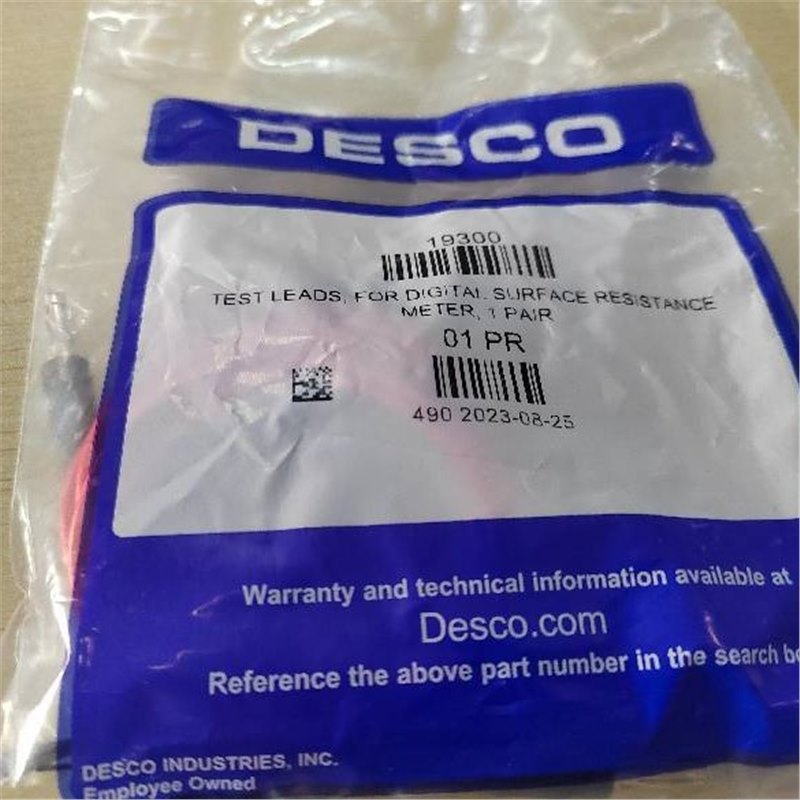 DESCO
19300
TEST LEADS, FOR DIGITAL SURFACE RESISTANCE
METER, 1 PAIR
01 PR
490 2023-08-25
Warranty and technical information available at
Desco.com
Reference the above part number in the search
DESCO INDUSTRIES, INC.
Employee Owned